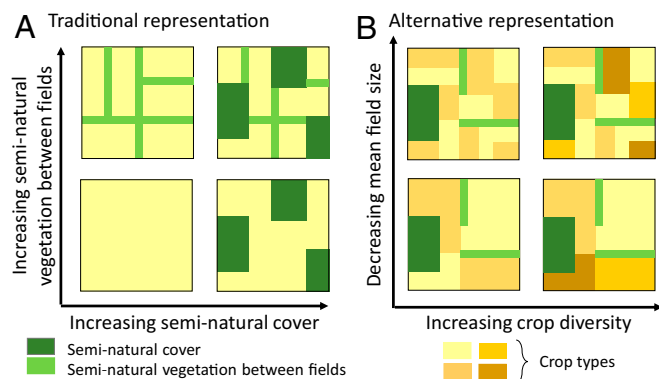 A Traditional representation
Increasing semi-natural
vegetation between fields
Increasing semi-natural cover
Semi-natural cover
Semi-natural vegetation between fields
B Alternative representation
Decreasing mean field size
Increasing crop diversity
Crop types